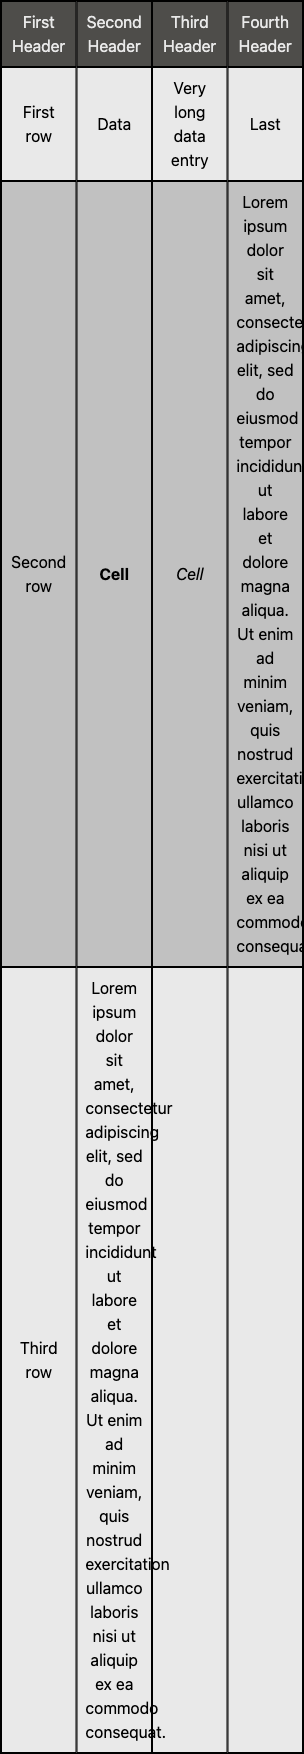 First Header
Second Header
Third Header
Fourth Header
First row
Data
Very
long
data
entry
Last
Second
row
Cell
Cell
Lorem
ipsum
dolor
sit
amet,
consecte
adipiscin
elit, sed
do
eiusmod
tempor
incididun
ut
labore
et
dolore
magna
aliqua.
Ut enim
ad
minim
veniam,
quis
nostrud
exercitati
ullamco
laboris
nisi ut
aliquip
ex ea
commodo
consequa
Third
row
Lorem
ipsum
dolor
sit
amet,
consectetur
adipiscing
elit, sed
do
eiusmod
tempor
incididunt
ut
labore
et
dolore
magna
aliqua.
Ut enim
ad
minim
veniam,
quis
nostrud
exercitation
ullamco
laboris
nisi ut
aliquip
ex ea
commodo
consequat.